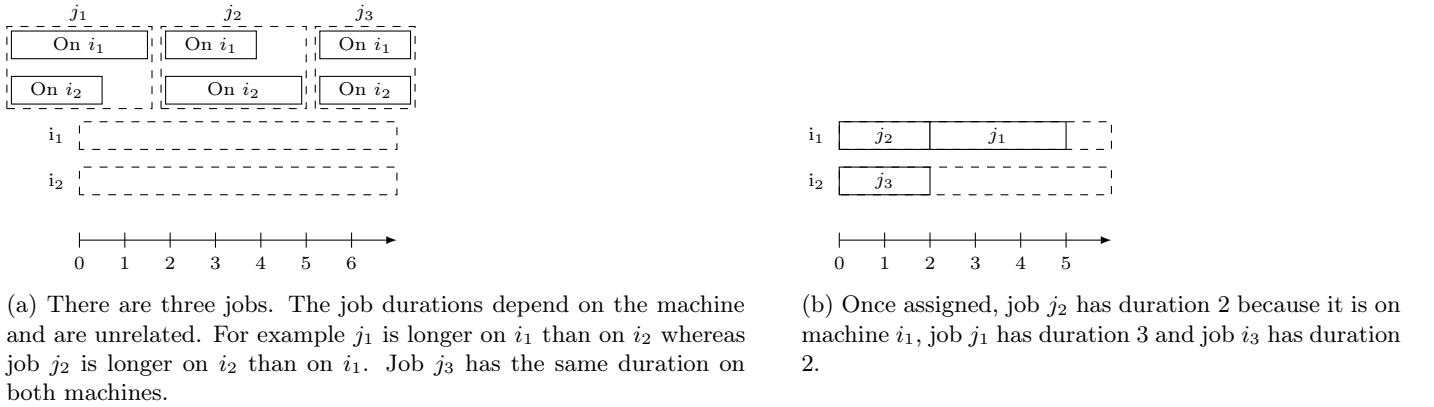 j₁ j₂ j₃
On i₁ On i₁ On i₁
On i₂ On i₂ On i₂
i₁
i₂
0 1 2 3 4 5 6
(a) There are three jobs. The job durations depend on the machine
and are unrelated. For example j₁ is longer on i₁ than on i₂ whereas
job j₂ is longer on i₂ than on i₁. Job j₃ has the same duration on
both machines.
i₁ j₂ j₁
i₂ j₃
0 1 2 3 4 5
(b) Once assigned, job j₂ has duration 2 because it is on
machine i₁, job j₁ has duration 3 and job i₃ has duration
2.